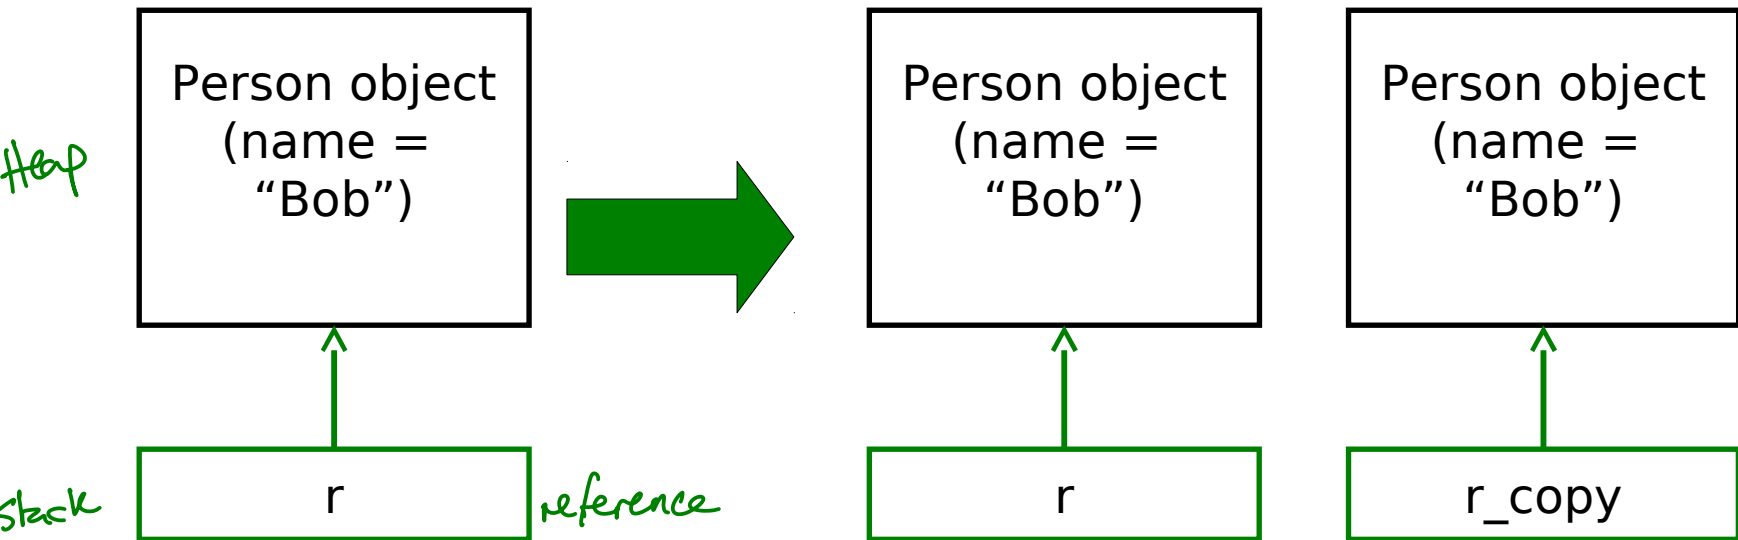 Person object
(name =
“Bob”)
Person object
(name =
“Bob”)
Person object
(name =
“Bob”)
Heap
stack
r
reference
r
r_copy